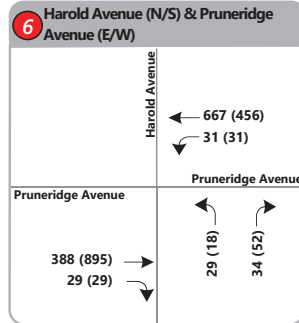 6
Harold Avenue (N/S) & Pruneridge
Avenue (E/W)
Harold Avenue
667 (456)
31 (31)
Pruneridge Avenue
Pruneridge Avenue
388 (895)
29 (29)
29 (18)
34 (52)